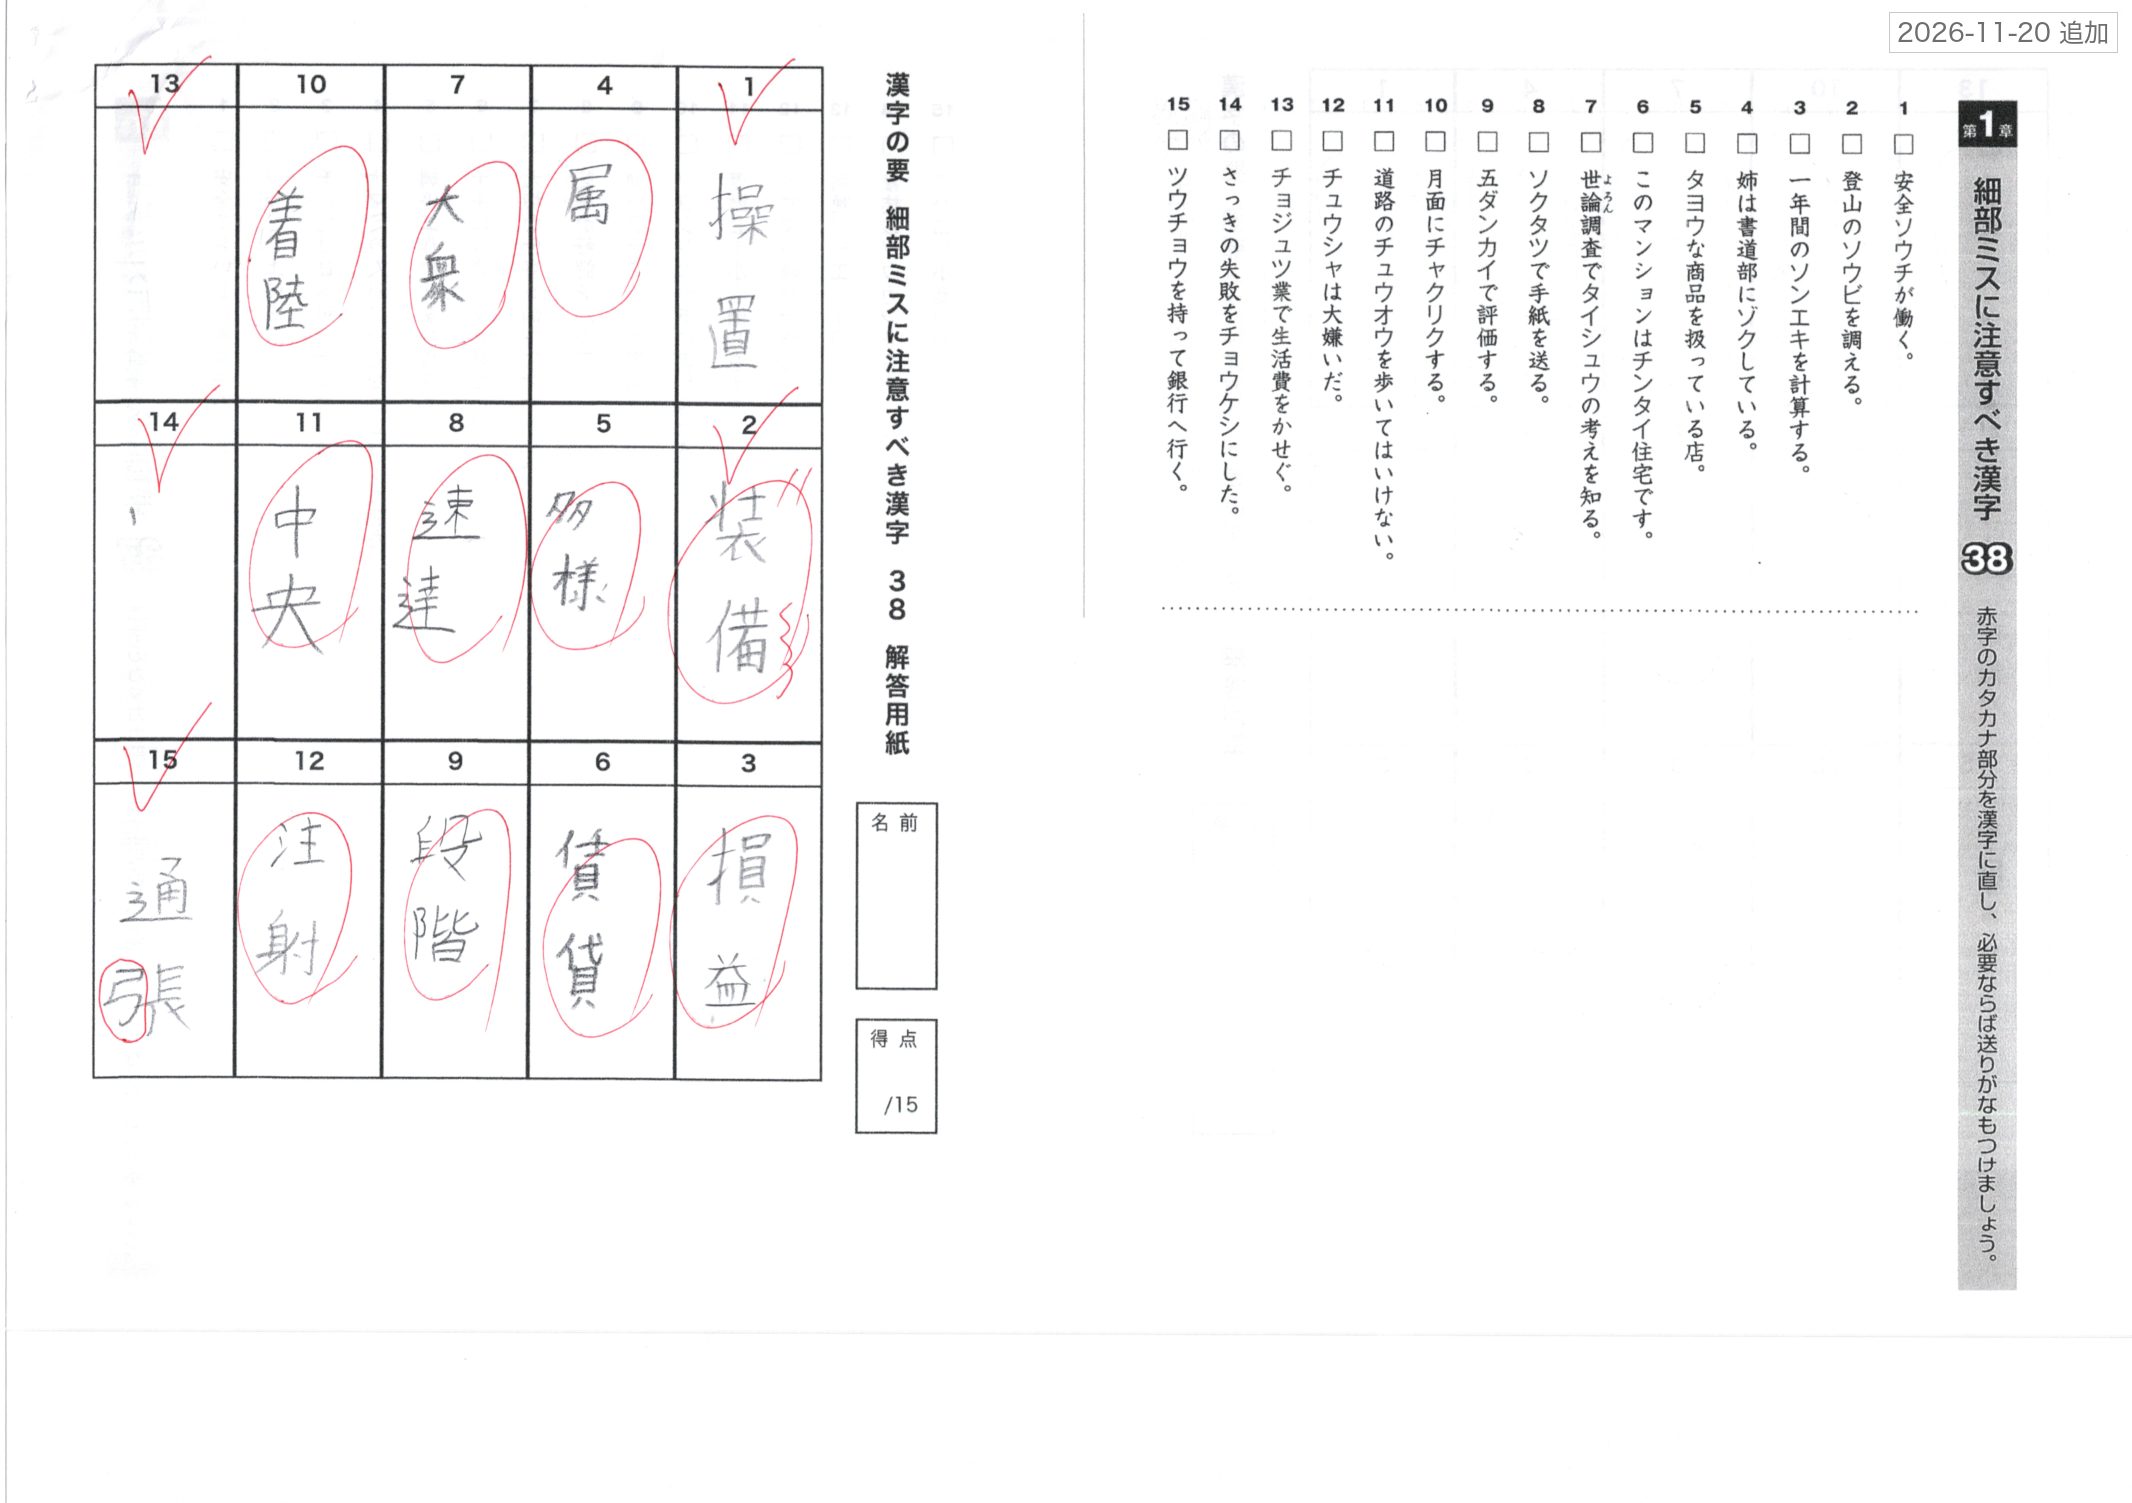 2026-11-20 追加
第1章 細部ミスに注意すべき漢字 38 赤字のカタカナ部分を漢字に直し、必要ならば送りがなもつけましょう。
1 □ 安全ソウチが働く。
2 □ 登山のソウビを調える。
3 □ 一年間のソンエキを計算する。
4 □ 姉は書道部にゾクしている。
5 □ タヨウな商品を扱っている店。
6 □ このマンションはチンタイ住宅です。
7 □ 世論調査でタイシュウの考えを知る。
よろん
8 □ ソクタツで手紙を送る。
9 □ 五ダンカイで評価する。
10 □ 月面にチャクリクする。
11 □ 道路のチュウオウを歩いてはいけない。
12 □ チュウシャは大嫌いだ。
13 □ チョジュツ業で生活費をかせぐ。
14 □ さっきの失敗をチョウケシにした。
15 □ ツウチョウを持って銀行へ行く。
漢字の要 細部ミスに注意すべき漢字 38 解答用紙
名前
得点
/15
1
操置
2
装備
3
損益
4
属
5
多様
6
賃貸
7
大衆
8
速達
9
段階
10
着陸
11
中央
12
注射
13
14
15
通張